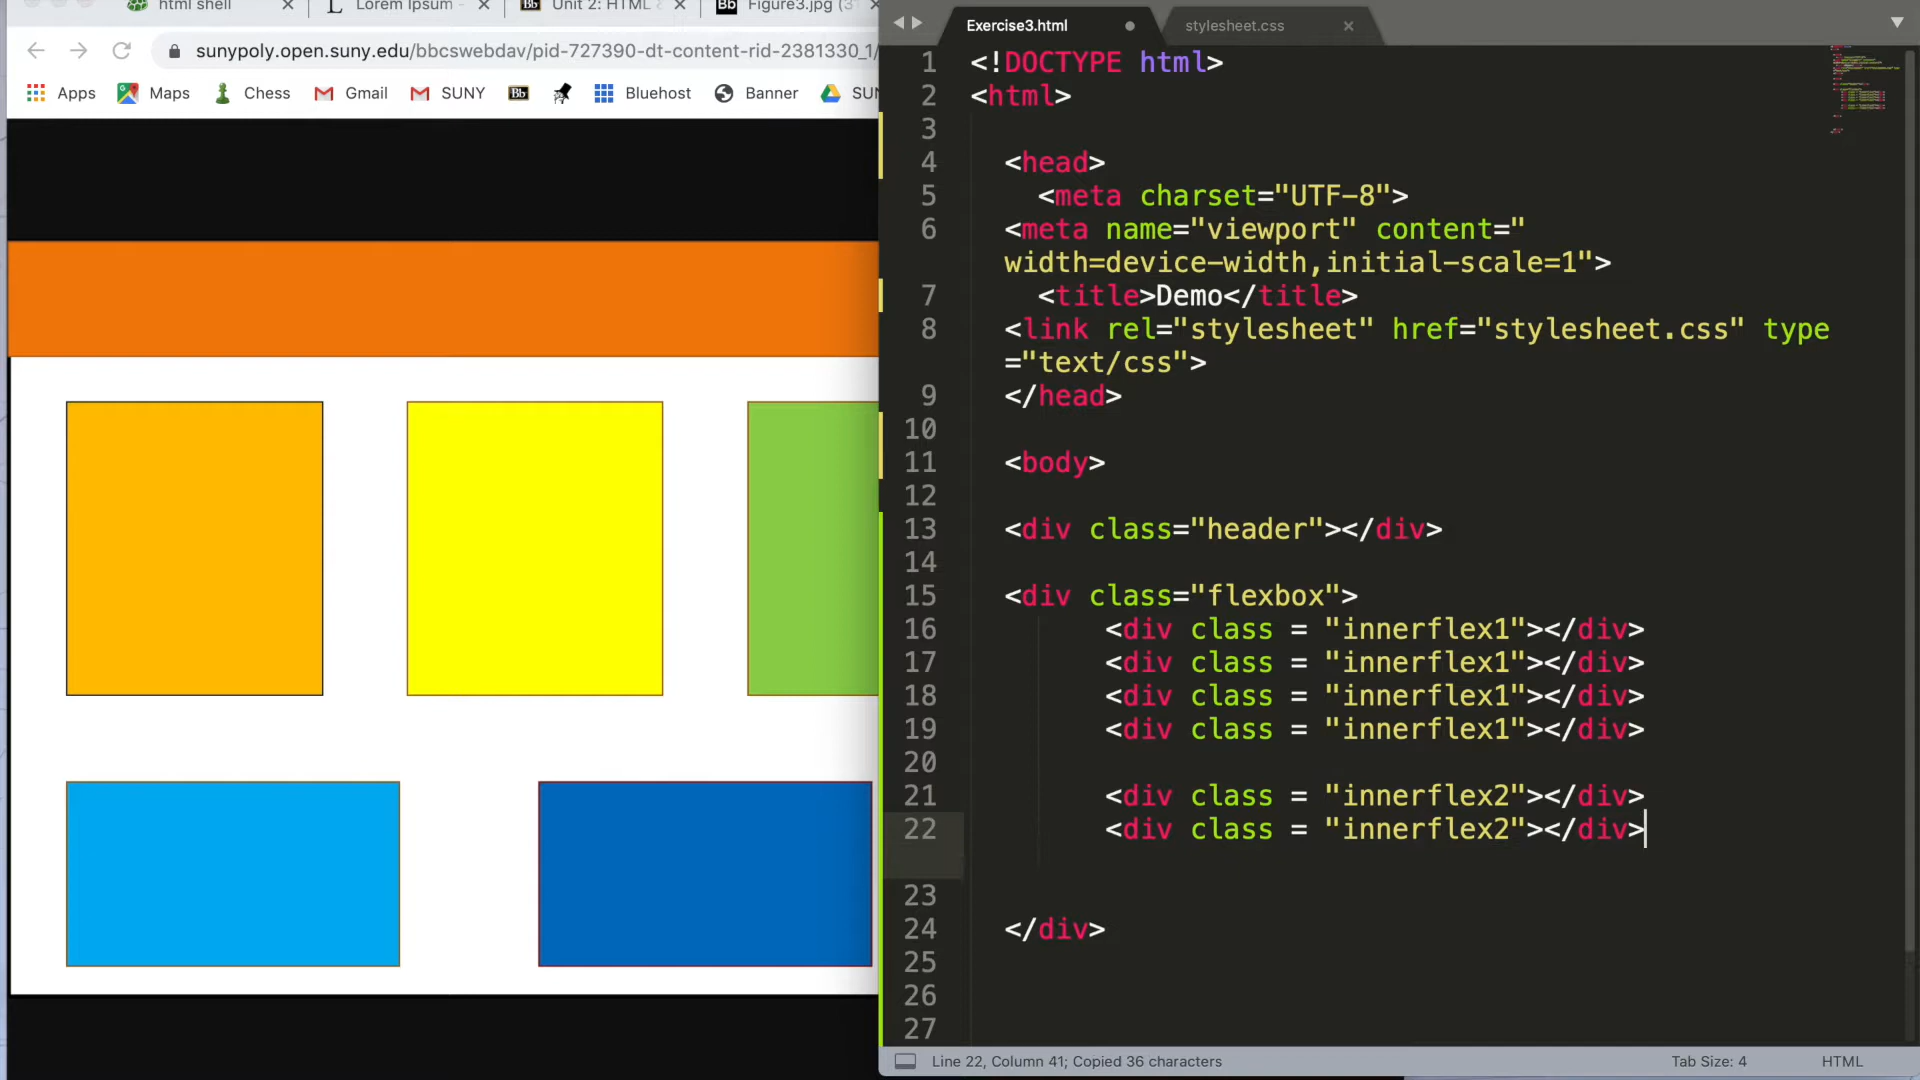 html shell
Lorem Ipsum -
Bb Unit 2: HTML &
Bb Figure3.jpg (31
sunypoly.open.suny.edu/bbcswebdav/pid-727390-dt-content-rid-2381330_1/
Apps Maps Chess Gmail SUNY Bb Bluehost Banner SUN
Exercise3.html stylesheet.css
1 <!DOCTYPE html>
2 <html>
3
4 <head>
5 <meta charset="UTF-8">
6 <meta name="viewport" content="
width=device-width,initial-scale=1">
7 <title>Demo</title>
8 <link rel="stylesheet" href="stylesheet.css" type
="text/css">
9 </head>
10
11 <body>
12
13 <div class="header"></div>
14
15 <div class="flexbox">
16 <div class = "innerflex1"></div>
17 <div class = "innerflex1"></div>
18 <div class = "innerflex1"></div>
19 <div class = "innerflex1"></div>
20
21 <div class = "innerflex2"></div>
22 <div class = "innerflex2"></div>
23
24 </div>
25
26
27
Line 22, Column 41; Copied 36 characters Tab Size: 4 HTML